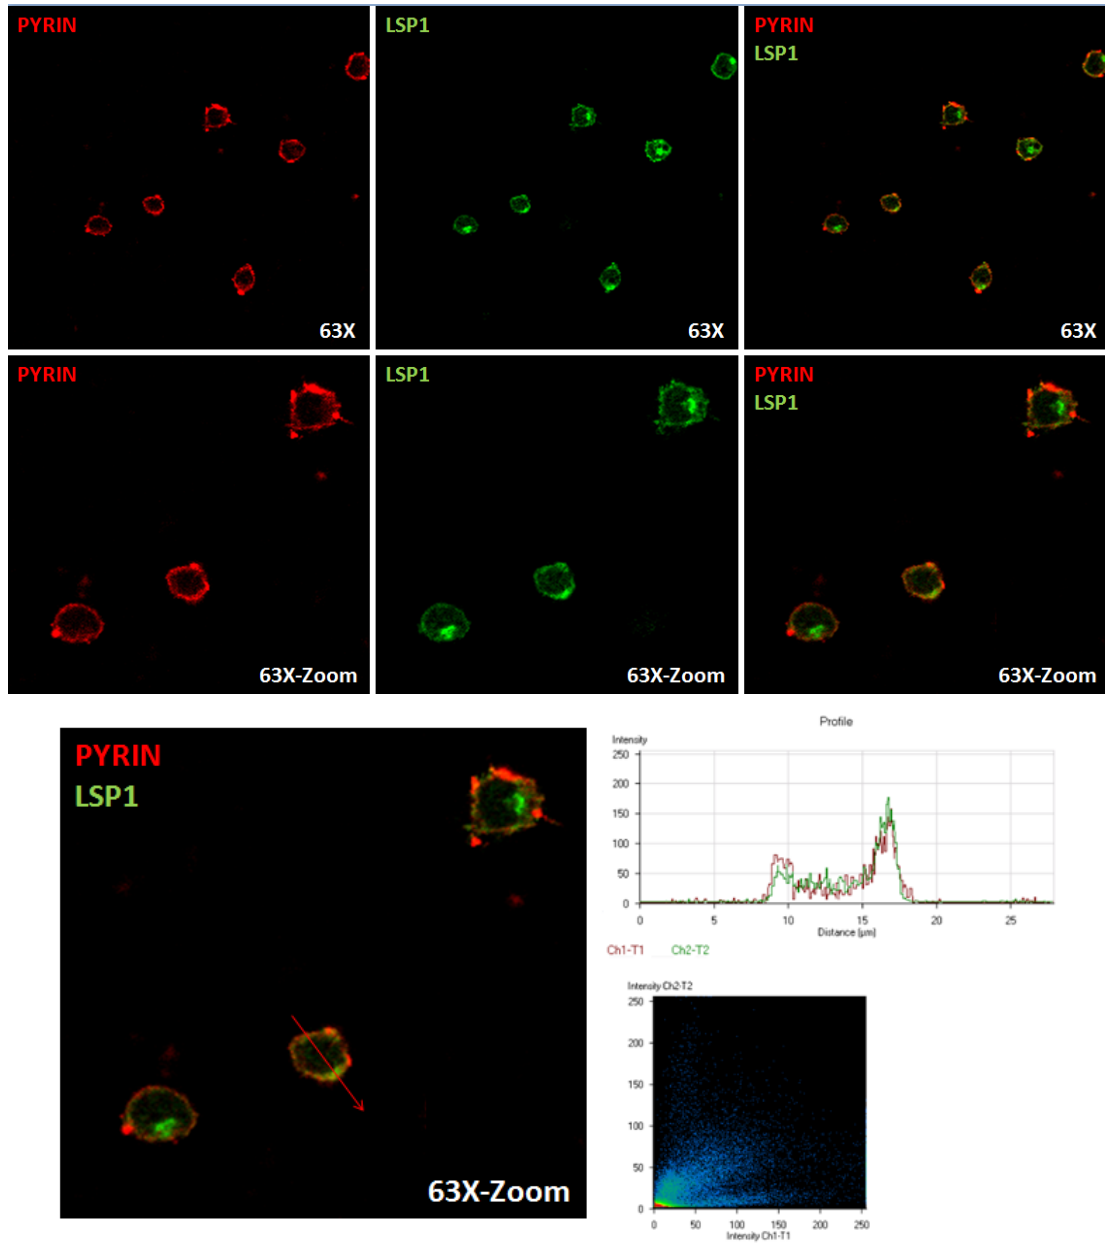 PYRIN
LSP1
PYRIN
LSP1
63X
63X
63X
PYRIN
LSP1
PYRIN
LSP1
63X-Zoom
63X-Zoom
63X-Zoom
PYRIN
LSP1
63X-Zoom
Profile
Intensity
250
200
150
100
50
0
0 5 10 15 20 25
Distance [µm]
Ch1-T1 Ch2-T2
Intensity Ch2-T2
250
200
150
100
50
0
0 50 100 150 200 250
Intensity Ch1-T1